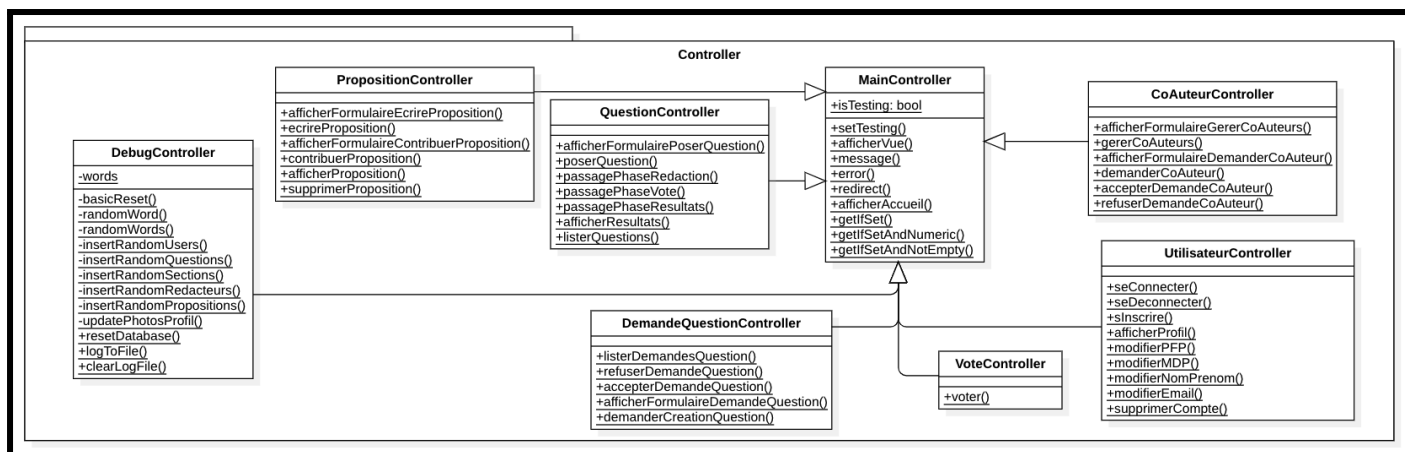 Controller
PropositionController
+afficherFormulaireEcrireProposition()
+ecrireProposition()
+afficherFormulaireContribuerProposition()
+contribuerProposition()
+afficherProposition()
+supprimerProposition()
MainController
+isTesting: bool
+setTesting()
+afficherVue()
+message()
+error()
+redirect()
+afficherAccueil()
+getIfSet()
+getIfSetAndNumeric()
+getIfSetAndNotEmpty()
CoAuteurController
+afficherFormulaireGererCoAuteurs()
+gererCoAuteurs()
+afficherFormulaireDemanderCoAuteur()
+demanderCoAuteur()
+accepterDemandeCoAuteur()
+refuserDemandeCoAuteur()
QuestionController
+afficherFormulairePoserQuestion()
+poserQuestion()
+passagePhaseRedaction()
+passagePhaseVote()
+passagePhaseResultats()
+afficherResultats()
+listerQuestions()
DebugController
-words
-basicReset()
-randomWord()
-randomWords()
-insertRandomUsers()
-insertRandomQuestions()
-insertRandomSections()
-insertRandomRedacteurs()
-insertRandomPropositions()
-updatePhotosProfil()
+resetDatabase()
+logToFile()
+clearLogFile()
UtilisateurController
+seConnecter()
+seDeconnecter()
+sInscrire()
+afficherProfil()
+modifierPFP()
+modifierMDP()
+modifierNomPrenom()
+modifierEmail()
+supprimerCompte()
DemandeQuestionController
+listerDemandesQuestion()
+refuserDemandeQuestion()
+accepterDemandeQuestion()
+afficherFormulaireDemandeQuestion()
+demanderCreationQuestion()
VoteController
+voter()